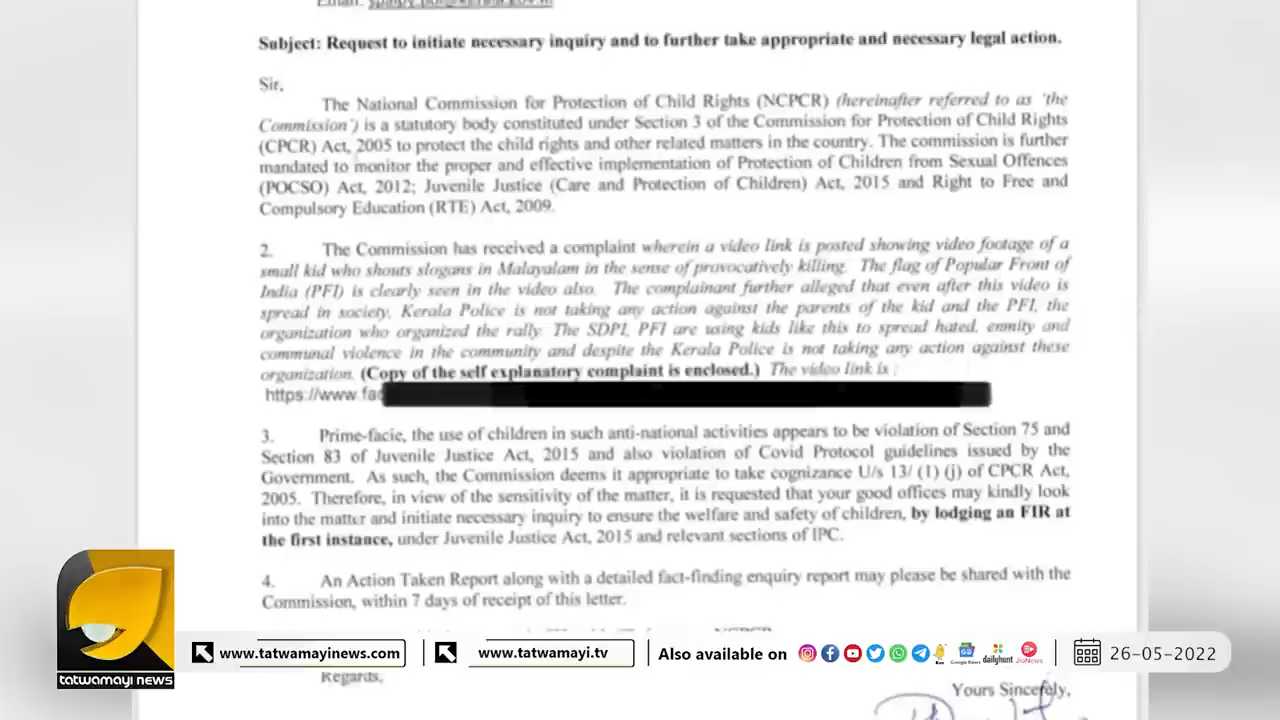 Email:
Subject: Request to initiate necessary inquiry and to further take appropriate and necessary legal action.
Sir,
The National Commission for Protection of Child Rights (NCPCR) (hereinafter referred to as 'the
Commission') is a statutory body constituted under Section 3 of the Commission for Protection of Child Rights
(CPCR) Act, 2005 to protect the child rights and other related matters in the country. The commission is further
mandated to monitor the proper and effective implementation of Protection of Children from Sexual Offences
(POCSO) Act, 2012; Juvenile Justice (Care and Protection of Children) Act, 2015 and Right to Free and
Compulsory Education (RTE) Act, 2009.
2. The Commission has received a complaint wherein a video link is posted showing video footage of a
small kid who shouts slogans in Malayalam in the sense of provocatively killing. The flag of Popular Front of
India (PFI) is clearly seen in the video also. The complainant further alleged that even after this video is
spread in society, Kerala Police is not taking any action against the parents of the kid and the PFI, the
organization who organized the rally. The SDPI, PFI are using kids like this to spread hated, enmity and
communal violence in the community and despite the Kerala Police is not taking any action against these
organization. (Copy of the self explanatory complaint is enclosed.) The video link is :
https://www.fac
3. Prime-facie, the use of children in such anti-national activities appears to be violation of Section 75 and
Section 83 of Juvenile Justice Act, 2015 and also violation of Covid Protocol guidelines issued by the
Government. As such, the Commission deems it appropriate to take cognizance U/s 13/ (1) (j) of CPCR Act,
2005. Therefore, in view of the sensitivity of the matter, it is requested that your good offices may kindly look
into the matter and initiate necessary inquiry to ensure the welfare and safety of children, by lodging an FIR at
the first instance, under Juvenile Justice Act, 2015 and relevant sections of IPC.
4. An Action Taken Report along with a detailed fact-finding enquiry report may please be shared with the
Commission, within 7 days of receipt of this letter.
www.tatwamayinews.com
www.tatwamayi.tv
Also available on
Koo
Google News
dailyhunt
JioNews
26-05-2022
tatwamayi news
Regards,
Yours Sincerely,